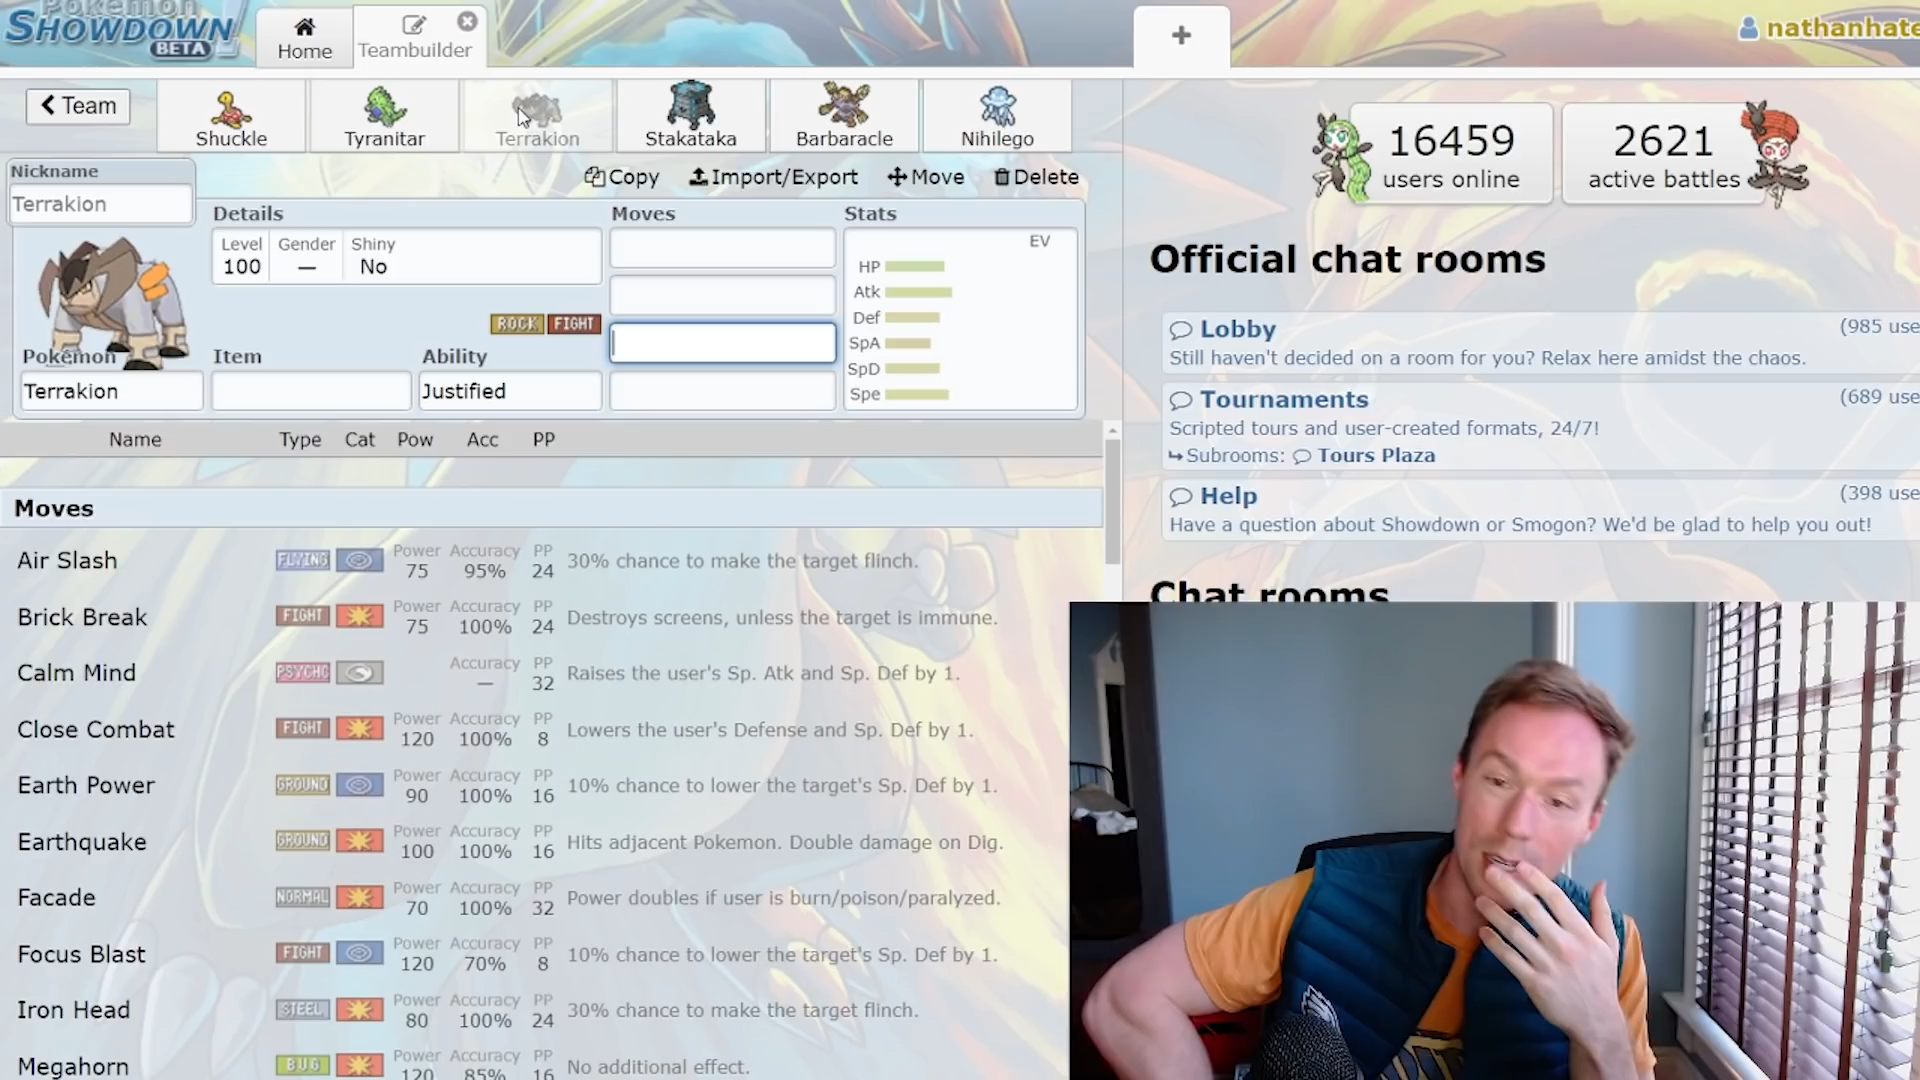 Pokémon
SHOWDOWN
BETA
Home
Teambuilder
+
nathanhate
Team
Shuckle
Tyranitar
Terrakion
Stakataka
Barbaracle
Nihilego
16459
users online
2621
active battles
Copy
Import/Export
Move
Delete
Nickname
Terrakion
Details
Level
100
Gender
—
Shiny
No
ROCK
FIGHT
Pokémon
Terrakion
Item
Ability
Justified
Moves
Stats
EV
HP
Atk
Def
SpA
SpD
Spe
Name Type Cat Pow Acc PP
Moves
Air Slash FLYING Power 75 Accuracy 95% PP 24 30% chance to make the target flinch.
Brick Break FIGHT Power 75 Accuracy 100% PP 24 Destroys screens, unless the target is immune.
Calm Mind PSYCHC Accuracy — PP 32 Raises the user's Sp. Atk and Sp. Def by 1.
Close Combat FIGHT Power 120 Accuracy 100% PP 8 Lowers the user's Defense and Sp. Def by 1.
Earth Power GROUND Power 90 Accuracy 100% PP 16 10% chance to lower the target's Sp. Def by 1.
Earthquake GROUND Power 100 Accuracy 100% PP 16 Hits adjacent Pokemon. Double damage on Dig.
Facade NORMAL Power 70 Accuracy 100% PP 32 Power doubles if user is burn/poison/paralyzed.
Focus Blast FIGHT Power 120 Accuracy 70% PP 8 10% chance to lower the target's Sp. Def by 1.
Iron Head STEEL Power 80 Accuracy 100% PP 24 30% chance to make the target flinch.
Megahorn BUG Power 120 Accuracy 85% PP 16 No additional effect.
Official chat rooms
Lobby (985 use
Still haven't decided on a room for you? Relax here amidst the chaos.
Tournaments (689 use
Scripted tours and user-created formats, 24/7!
Subrooms: Tours Plaza
Help (398 use
Have a question about Showdown or Smogon? We'd be glad to help you out!
Chat rooms